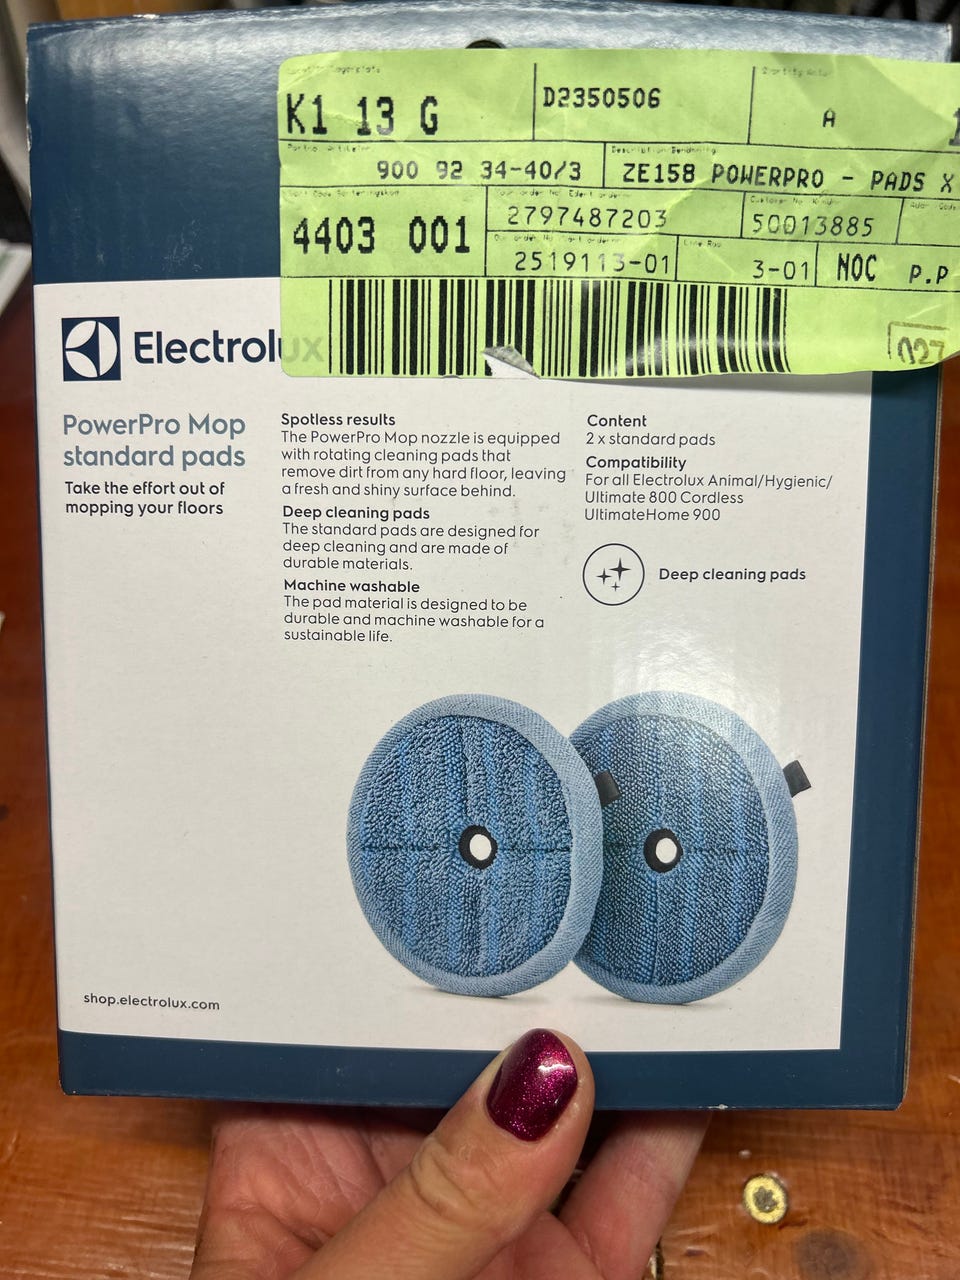 K1 13 G
D2350506
A
900 92 34-40/3
ZE158 POWERPRO - PADS X
4403 001
2797487203
50013885
2519113-01
3-01
NOC
P.P
027
Electrolux
PowerPro Mop
standard pads
Take the effort out of
mopping your floors
Spotless results
The PowerPro Mop nozzle is equipped
with rotating cleaning pads that
remove dirt from any hard floor, leaving
a fresh and shiny surface behind.
Deep cleaning pads
The standard pads are designed for
deep cleaning and are made of
durable materials.
Machine washable
The pad material is designed to be
durable and machine washable for a
sustainable life.
Content
2 x standard pads
Compatibility
For all Electrolux Animal/Hygienic/
Ultimate 800 Cordless
UltimateHome 900
Deep cleaning pads
shop.electrolux.com